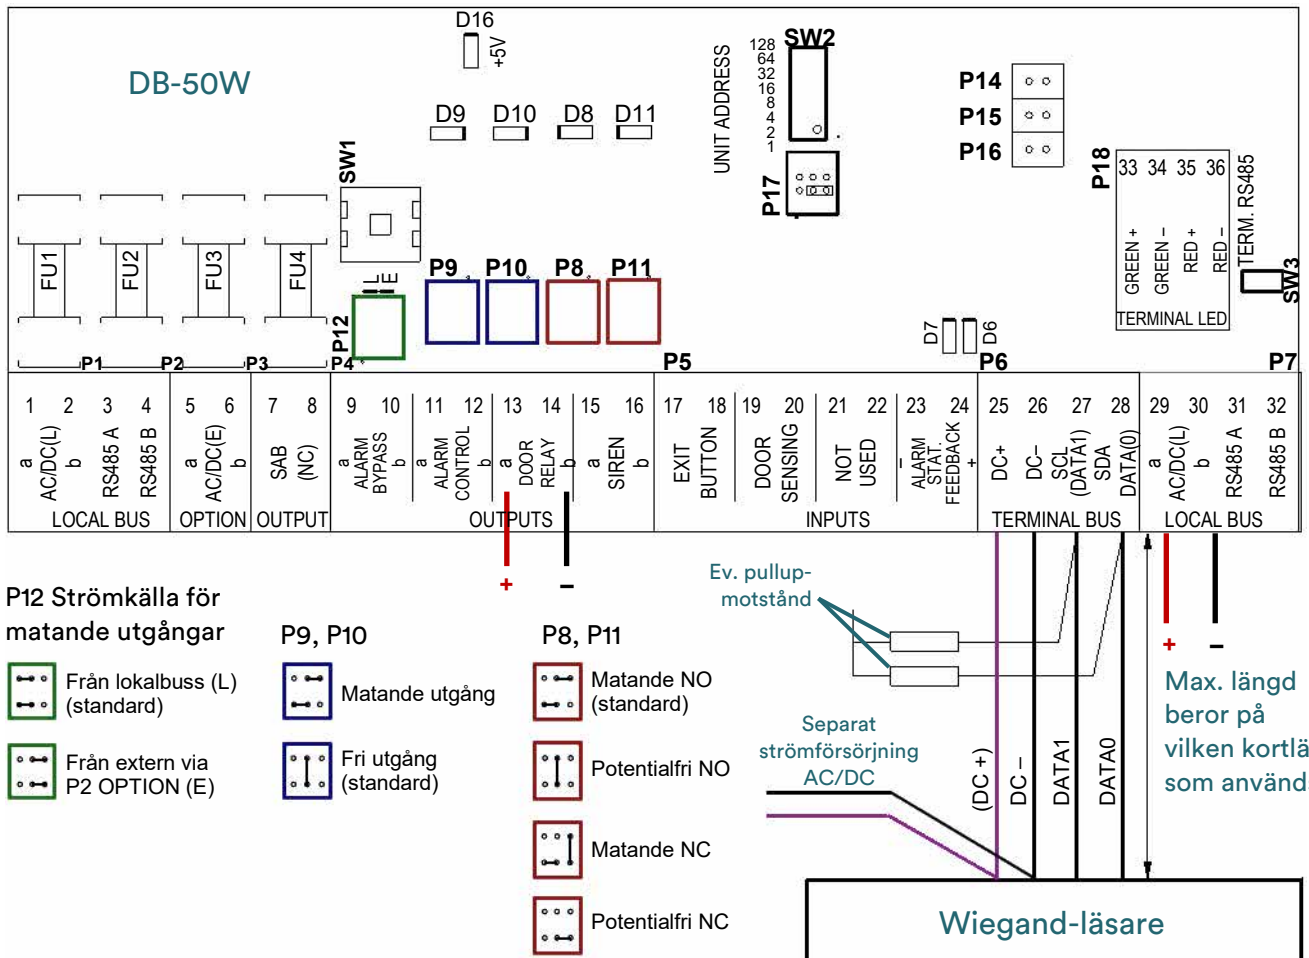 D16
+5V
DB-50W
D9 D10 D8 D11
SW1
UNIT ADDRESS
128
64
32
16
8
4
2
1
SW2
P17
P14
P15
P16
P18
33 34 35 36
GREEN +
GREEN –
RED +
RED –
TERMINAL LED
TERM. RS485
SW3
FU1 FU2 FU3 FU4
L
E
P12
P9 P10 P8 P11
D7 D6
P1 P2 P3 P4 P5 P6 P7
1 2 3 4 5 6 7 8 9 10 11 12 13 14 15 16 17 18 19 20 21 22 23 24 25 26 27 28 29 30 31 32
a AC/DC(L) b
RS485 A
RS485 B
LOCAL BUS
a AC/DC(E) b
OPTION
SAB (NC)
OUTPUT
a ALARM BYPASS b
a ALARM CONTROL b
a DOOR RELAY b
a SIREN b
OUTPUTS
EXIT BUTTON
DOOR SENSING
NOT USED
– ALARM STAT. FEEDBACK +
INPUTS
DC+
DC–
SCL (DATA1)
SDA DATA(0)
TERMINAL BUS
a AC/DC(L) b
RS485 A
RS485 B
LOCAL BUS
+ –
+ –
P12 Strömkälla för
matande utgångar
Från lokalbuss (L)
(standard)
Från extern via
P2 OPTION (E)
P9, P10
Matande utgång
Fri utgång
(standard)
P8, P11
Matande NO
(standard)
Potentialfri NO
Matande NC
Potentialfri NC
Ev. pullup-
motstånd
Separat
strömförsörjning
AC/DC
(DC +)
DC –
DATA1
DATA0
Max. längd
beror på
vilken kortlä
som använd
Wiegand-läsare